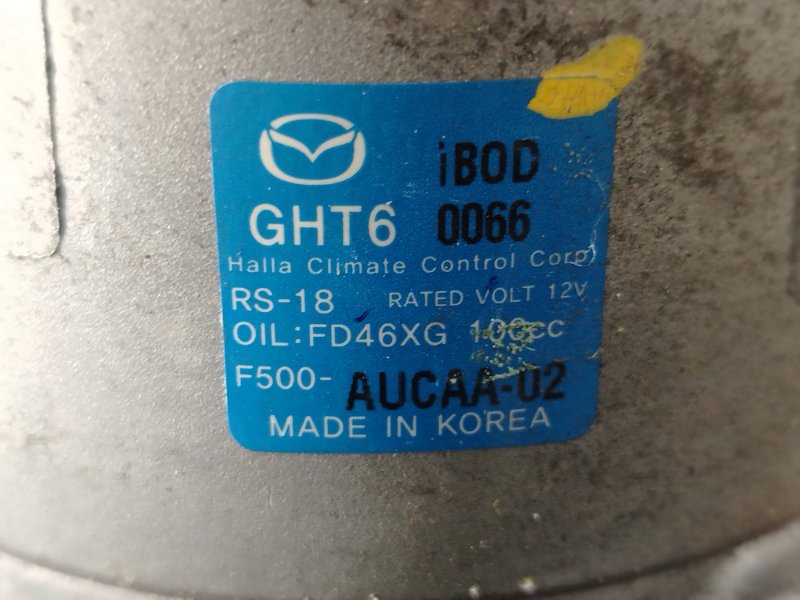 iBOD
GHT6 0066
Halla Climate Control Corp)
RS-18 RATED VOLT 12V
OIL:FD46XG
F500-AUCAA-02
MADE IN KOREA